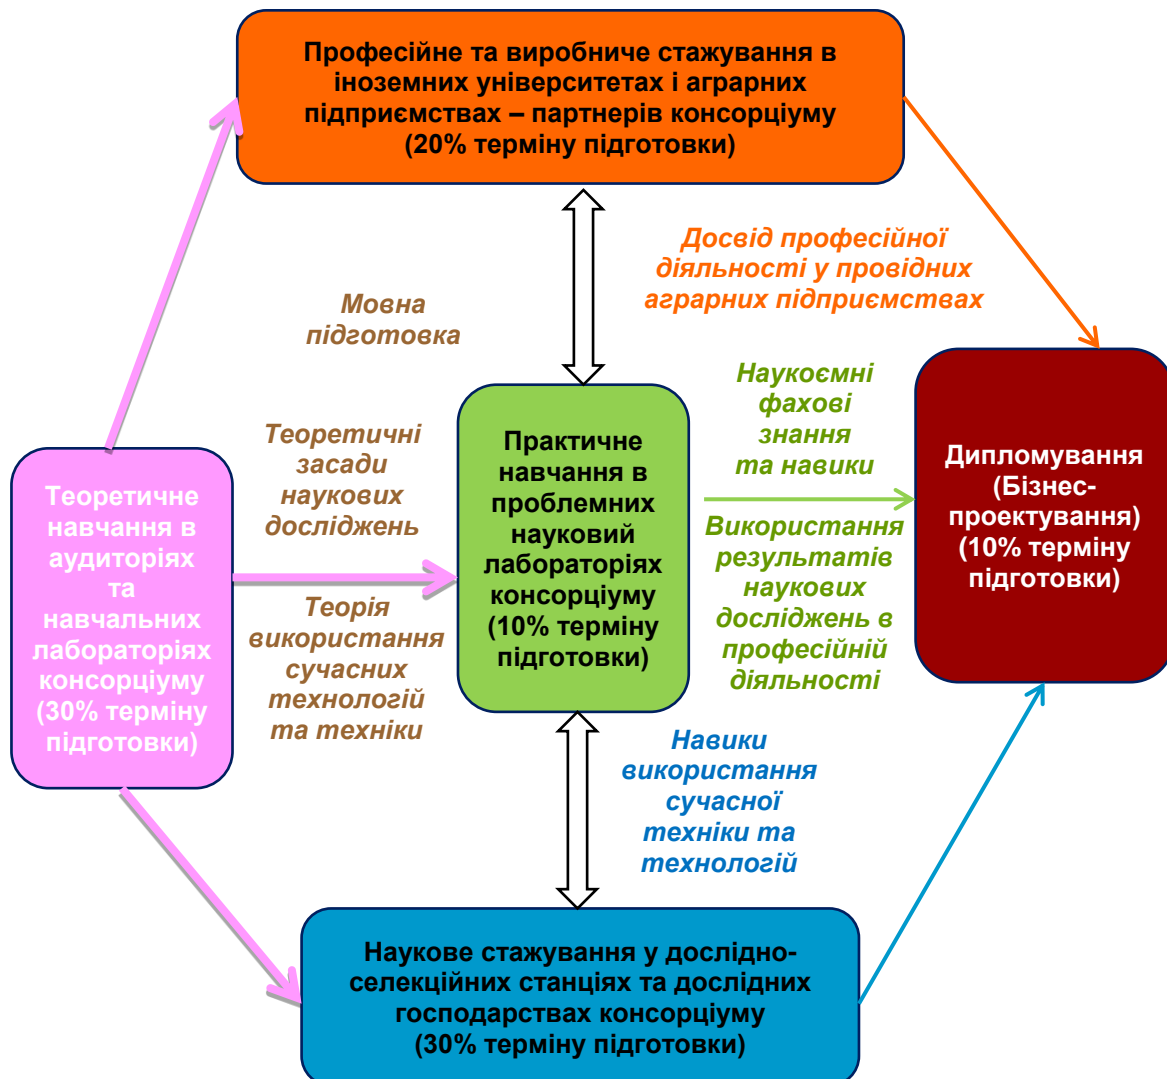 Професійне та виробниче стажування в
іноземних університетах і аграрних
підприємствах – партнерів консорціуму
(20% терміну підготовки)
Досвід професійної
діяльності у провідних
аграрних підприємствах
Мовна
підготовка
Теоретичне
навчання в
аудиторіях
та
навчальних
лабораторіях
консорціуму
(30% терміну
підготовки)
Теоретичні
засади
наукових
досліджень
Теорія
використання
сучасних
технологій
та техніки
Практичне
навчання в
проблемних
науковий
лабораторіях
консорціуму
(10% терміну
підготовки)
Наукоємні
фахові
знання
та навики
Використання
результатів
наукових
досліджень в
професійній
діяльності
Дипломування
(Бізнес-
проектування)
(10% терміну
підготовки)
Навики
використання
сучасної
техніки та
технологій
Наукове стажування у дослідно-
селекційних станціях та дослідних
господарствах консорціуму
(30% терміну підготовки)